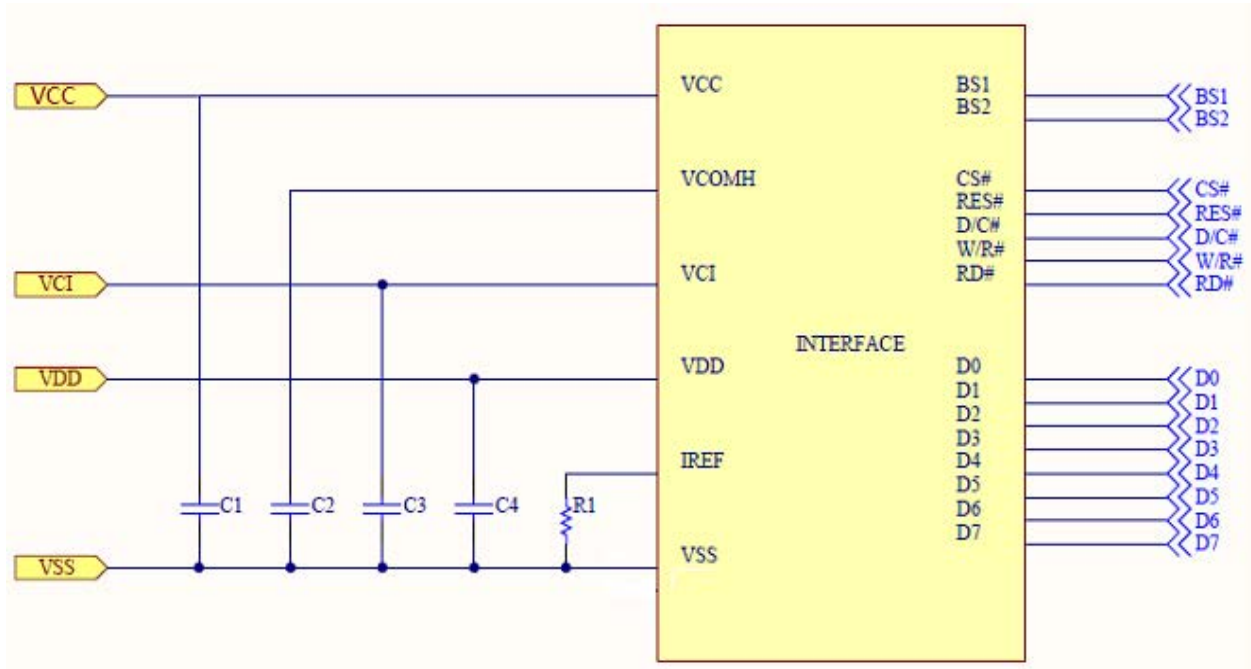 VCC
VCC
BS1
BS1
BS2
BS2
VCOMH
CS#
CS#
RES#
RES#
D/C#
D/C#
W/R#
W/R#
VCI
VCI
RD#
RD#
INTERFACE
VDD
VDD
D0
D0
D1
D1
D2
D2
D3
D3
IREF
D4
D4
D5
D5
C1
C2
C3
C4
R1
D6
D6
D7
D7
VSS
VSS